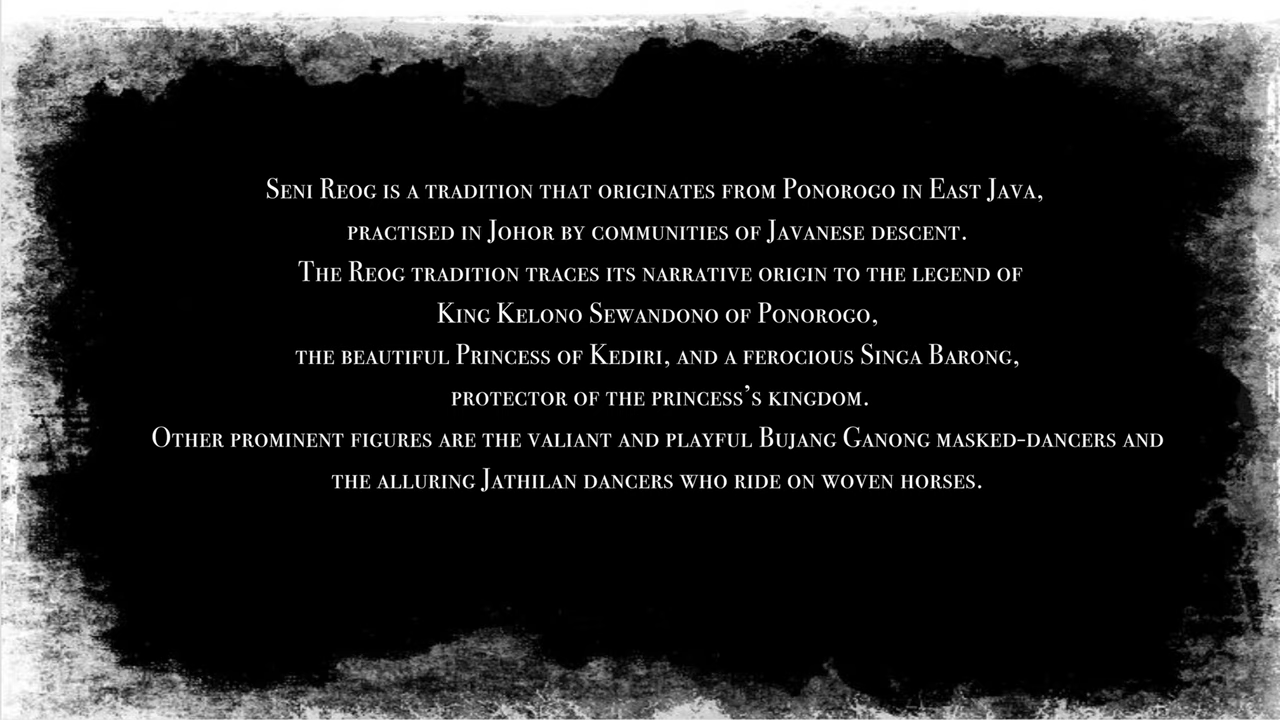 Seni Reog is a tradition that originates from Ponorogo in East Java,
practised in Johor by communities of Javanese descent.
The Reog tradition traces its narrative origin to the legend of
King Kelono Sewandono of Ponorogo,
the beautiful Princess of Kediri, and a ferocious Singa Barong,
protector of the princess's kingdom.
Other prominent figures are the valiant and playful Bujang Ganong masked-dancers and
the alluring Jathilan dancers who ride on woven horses.